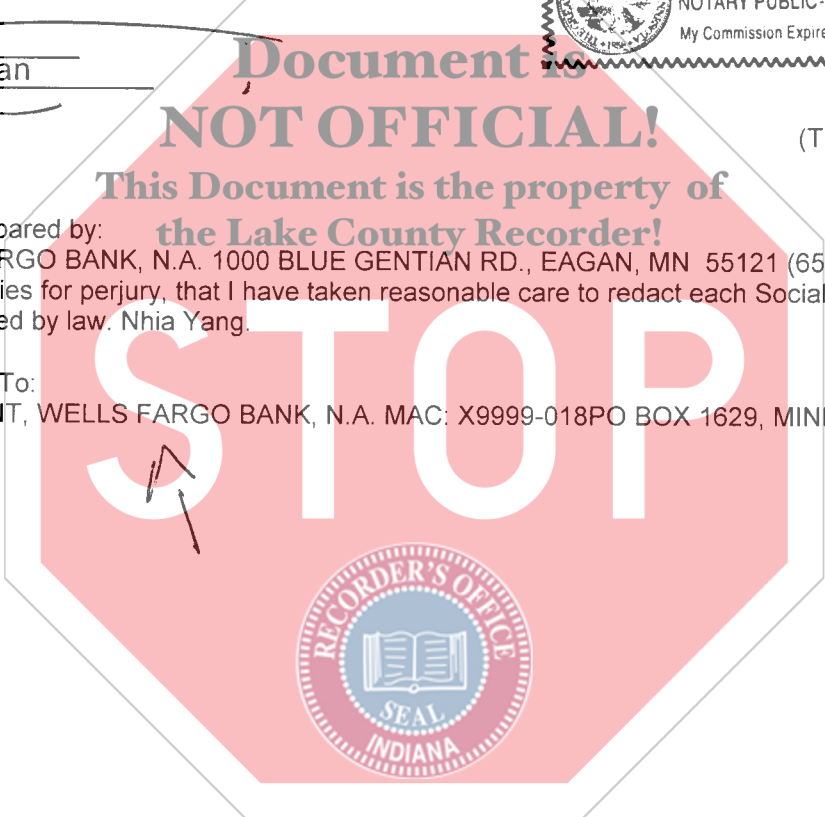 NOTARY PUBLIC-
My Commission Expire
an
Document is
NOT OFFICIAL!
(T
This Document is the property of
the Lake County Recorder!
pared by:
RGO BANK, N.A. 1000 BLUE GENTIAN RD., EAGAN, MN 55121 (65
ies for perjury, that I have taken reasonable care to redact each Social
ed by law. Nhia Yang.
To:
NT, WELLS FARGO BANK, N.A. MAC: X9999-018PO BOX 1629, MIN
STOP
RECORDER'S OFFICE
SEAL
INDIANA